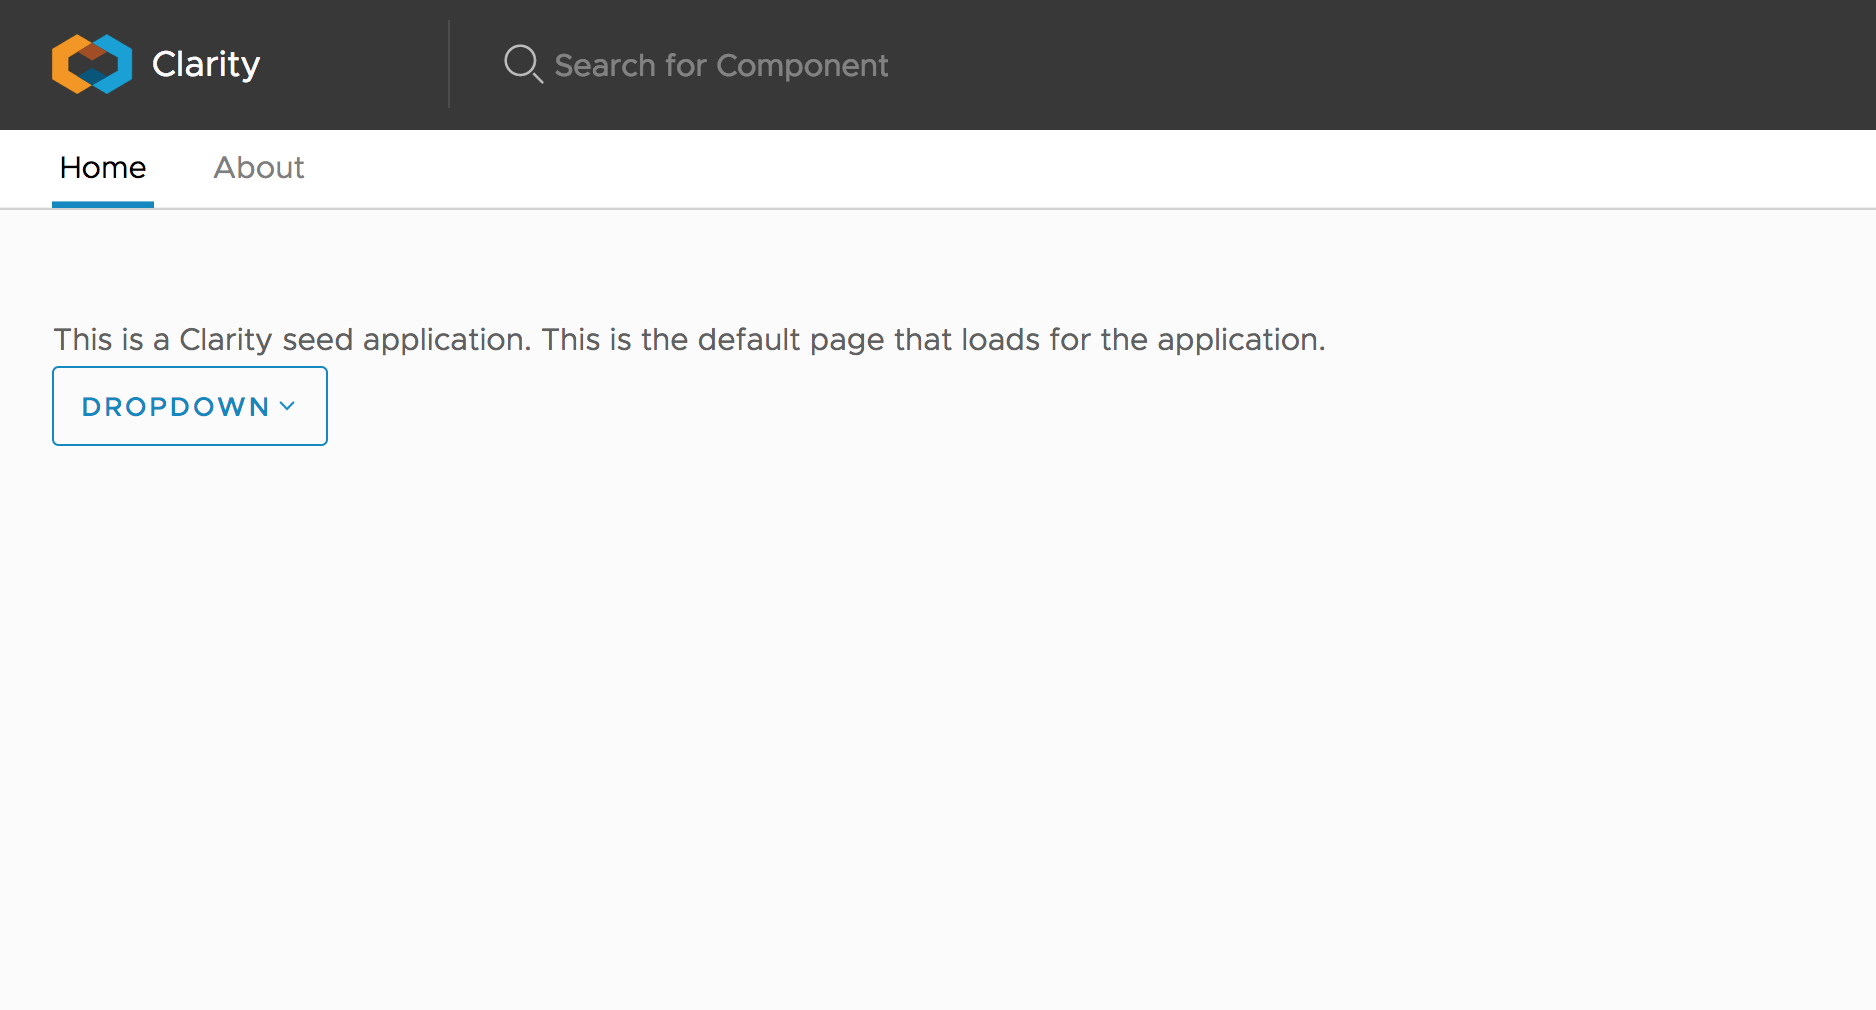 Clarity
Search for Component
Home
About
This is a Clarity seed application. This is the default page that loads for the application.
DROPDOWN